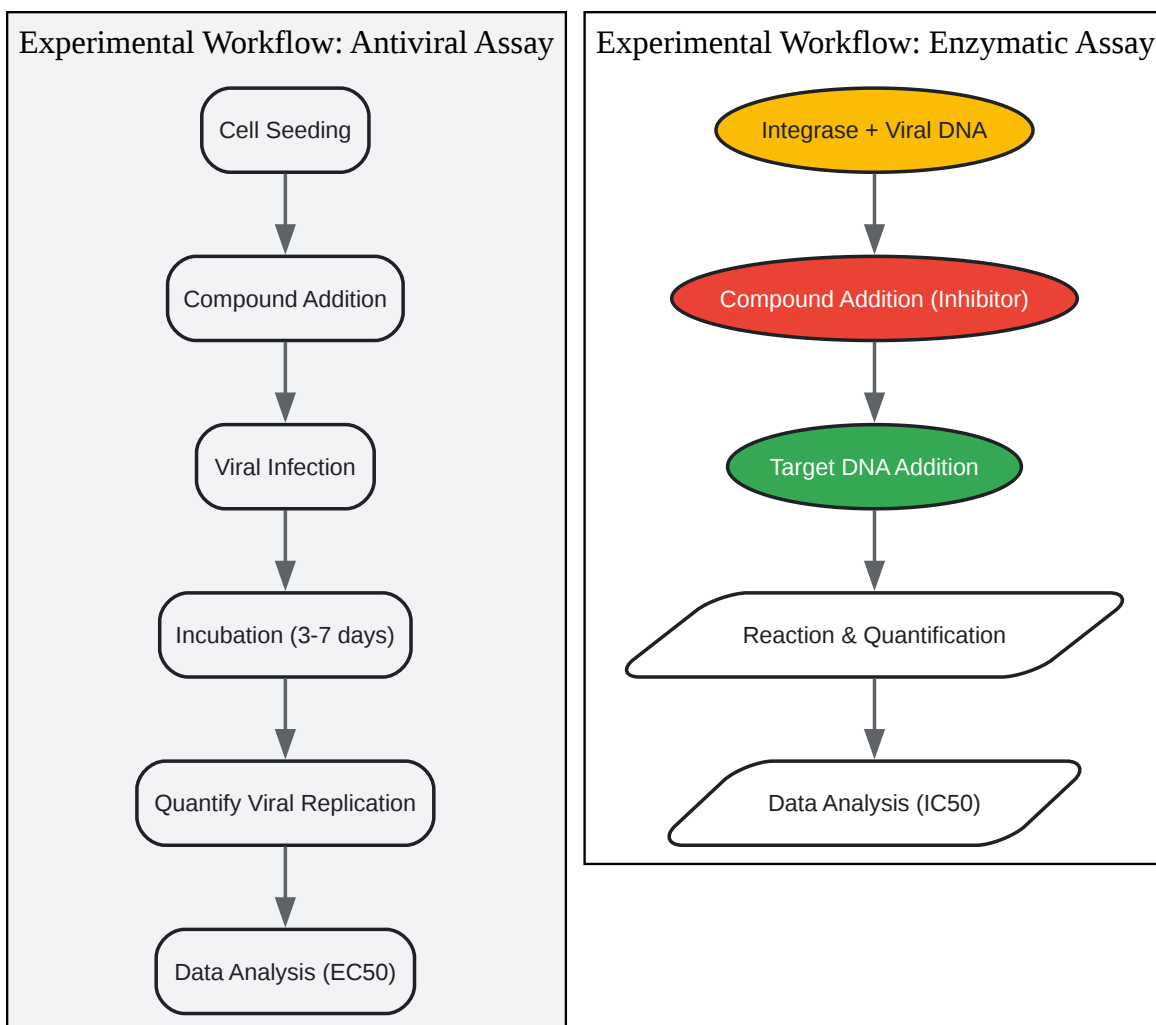 Experimental Workflow: Antiviral Assay
Cell Seeding
Compound Addition
Viral Infection
Incubation (3-7 days)
Quantify Viral Replication
Data Analysis (EC50)
Experimental Workflow: Enzymatic Assay
Integrase + Viral DNA
Compound Addition (Inhibitor)
Target DNA Addition
Reaction & Quantification
Data Analysis (IC50)